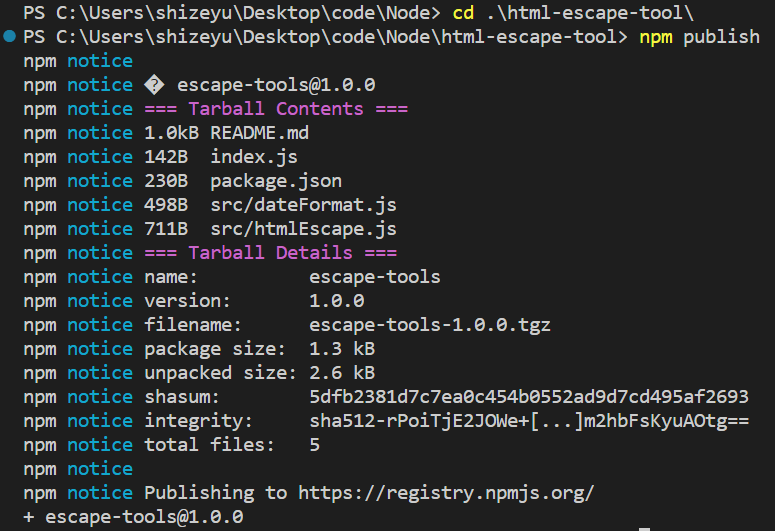 PS C:\Users\shizeyu\Desktop\code\Node> cd .\html-escape-tool\
PS C:\Users\shizeyu\Desktop\code\Node\html-escape-tool> npm publish
npm notice
npm notice � escape-tools@1.0.0
npm notice === Tarball Contents ===
npm notice 1.0kB README.md
npm notice 142B  index.js
npm notice 230B  package.json
npm notice 498B  src/dateFormat.js
npm notice 711B  src/htmlEscape.js
npm notice === Tarball Details ===
npm notice name:          escape-tools
npm notice version:       1.0.0
npm notice filename:      escape-tools-1.0.0.tgz
npm notice package size:  1.3 kB
npm notice unpacked size: 2.6 kB
npm notice shasum:        5dfb2381d7c7ea0c454b0552ad9d7cd495af2693
npm notice integrity:     sha512-rPoiTjE2JOWe+[...]m2hbFsKyuAOtg==
npm notice total files:   5
npm notice
npm notice Publishing to https://registry.npmjs.org/
+ escape-tools@1.0.0